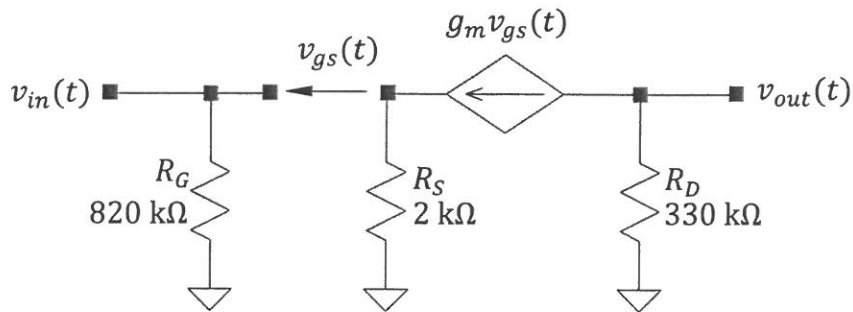 g_m v_gs(t)
v_gs(t)
v_in(t)
v_out(t)
R_G
820 kΩ
R_S
2 kΩ
R_D
330 kΩ